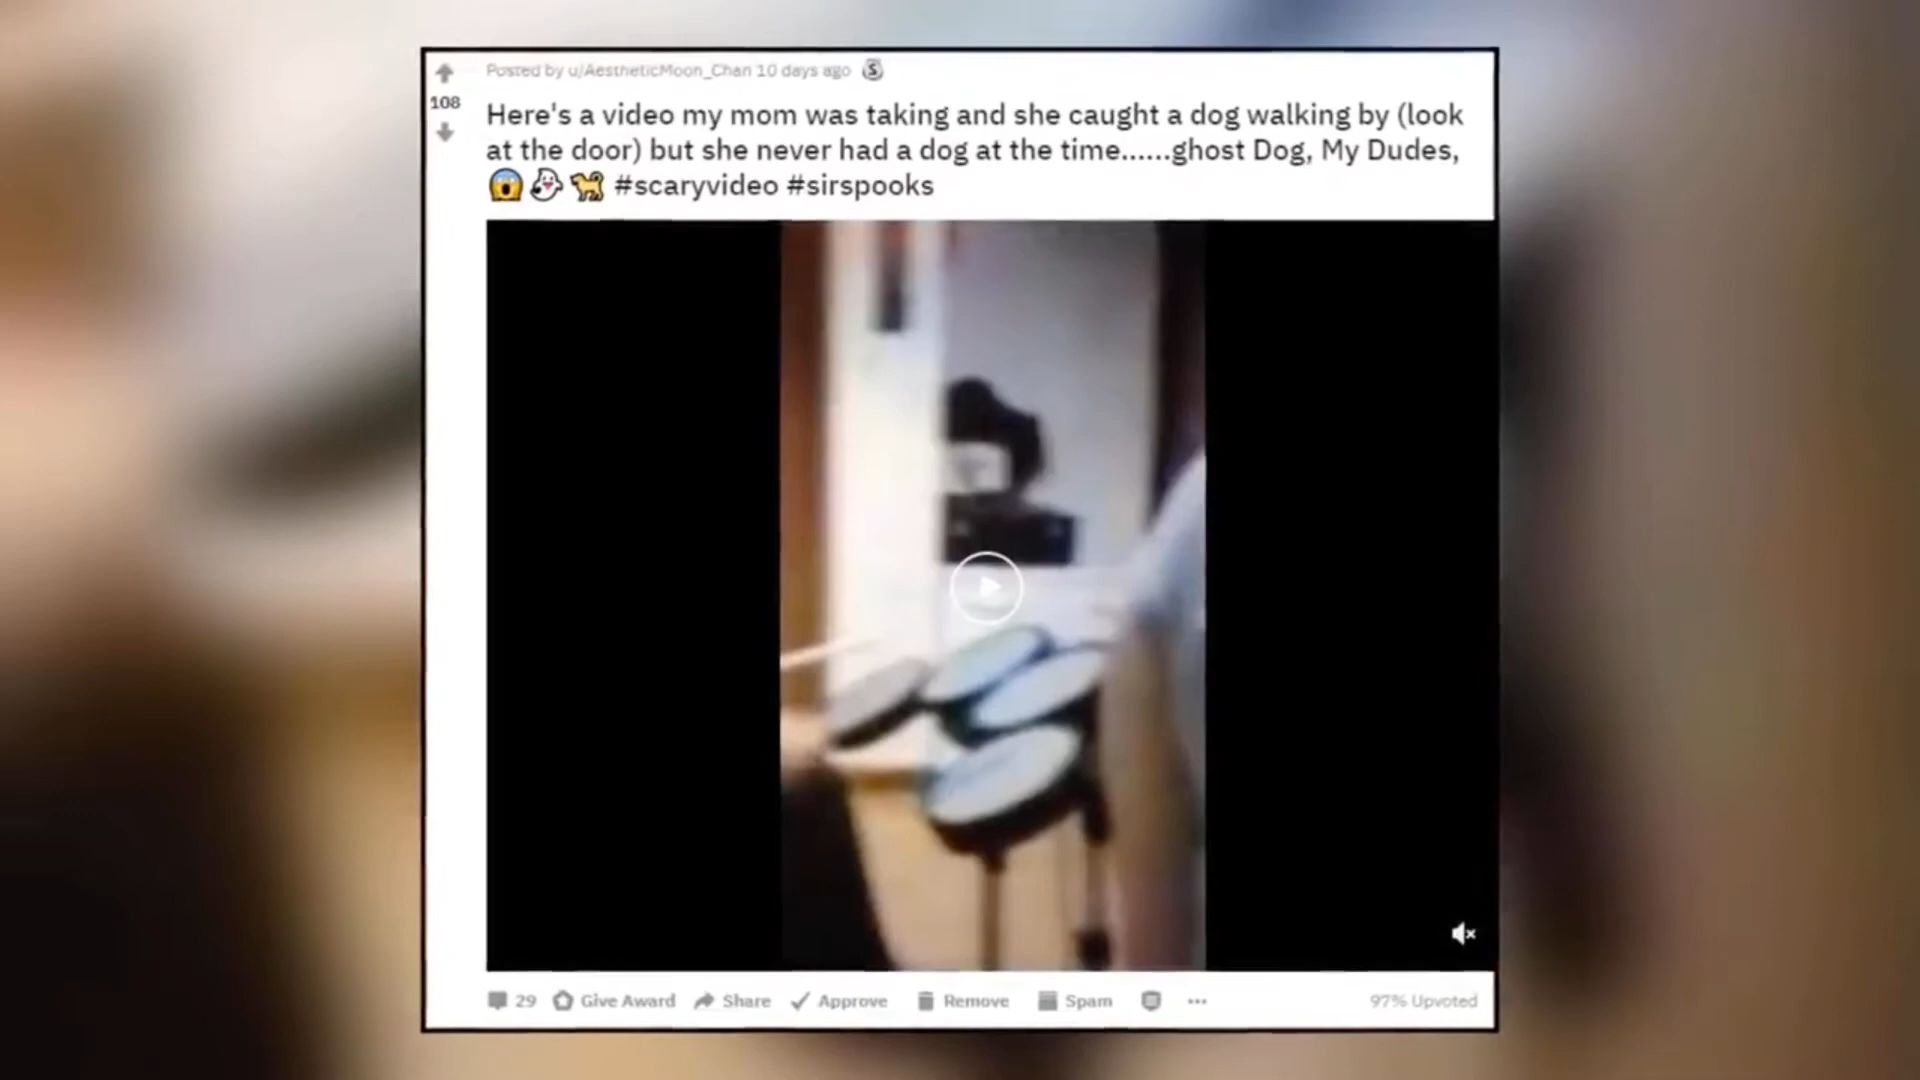 Posted by u/AestheticMoon_Chan 10 days ago
108
Here's a video my mom was taking and she caught a dog walking by (look
at the door) but she never had a dog at the time......ghost Dog, My Dudes,
😱👻🐕 #scaryvideo #sirspooks
29 Give Award Share Approve Remove Spam ... 97% Upvoted